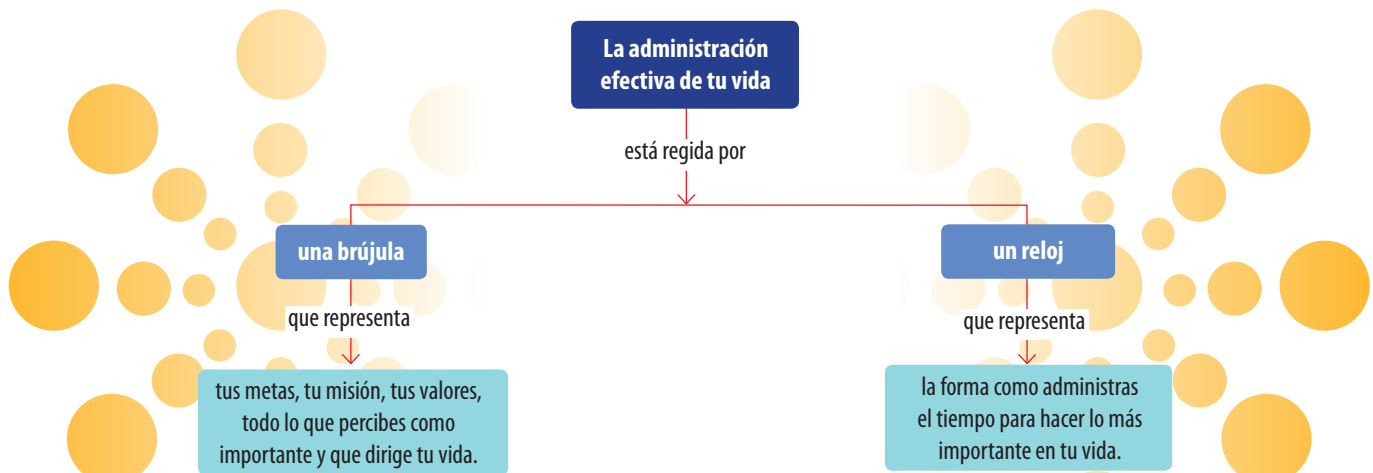 La administración
efectiva de tu vida
está regida por
una brújula
un reloj
que representa
que representa
tus metas, tu misión, tus valores,
todo lo que percibes como
importante y que dirige tu vida.
la forma como administras
el tiempo para hacer lo más
importante en tu vida.